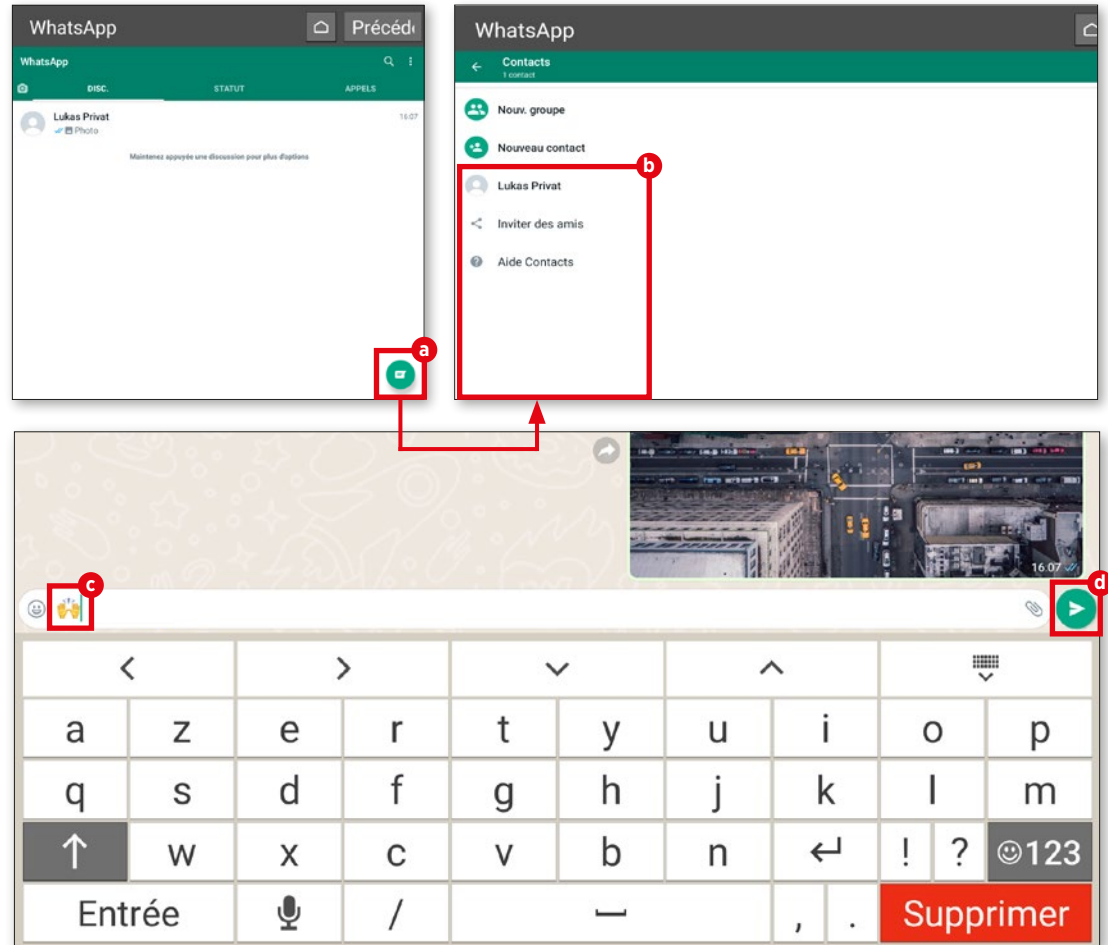 WhatsApp
Précéd
WhatsApp
DISC.
STATUT
APPELS
Lukas Privat
16:07
Photo
Maintenez appuyée une discussion pour plus d'options
a
WhatsApp
Contacts
1 contact
Nouv. groupe
Nouveau contact
b
Lukas Privat
Inviter des amis
Aide Contacts
16:07
c
d
a z e r t y u i o p
q s d f g h j k l m
w x c v b n ! ? 123
Entrée / , . Supprimer